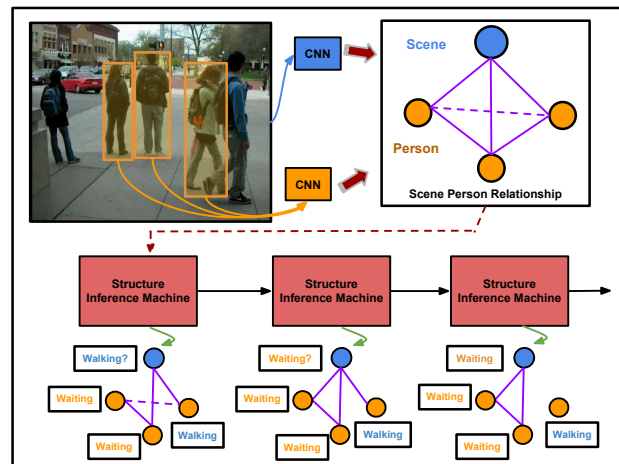 CNN
Scene
CNN
Person
Scene Person Relationship
Structure
Inference Machine
Structure
Inference Machine
Structure
Inference Machine
Walking?
Waiting?
Waiting
Waiting
Waiting
Waiting
Walking
Walking
Walking
Waiting
Waiting
Waiting